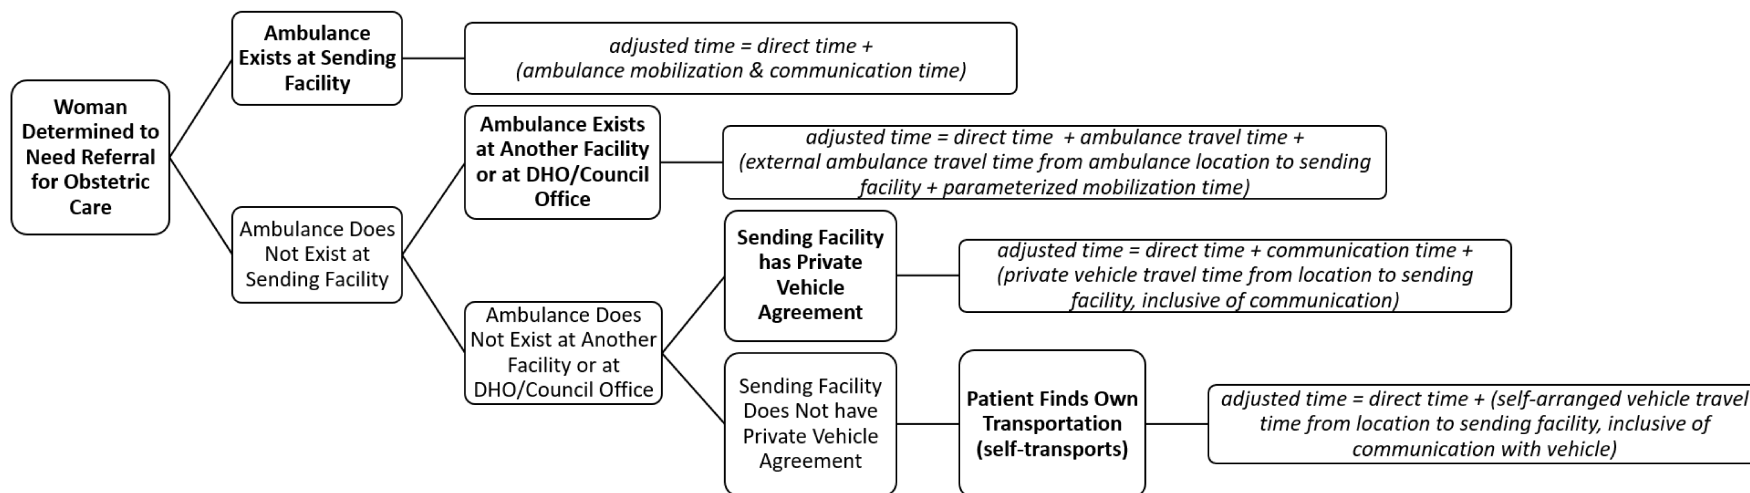 Woman
Determined to
Need Referral
for Obstetric
Care
Ambulance
Exists at Sending
Facility
adjusted time = direct time +
(ambulance mobilization & communication time)
Ambulance Does
Not Exist at
Sending Facility
Ambulance Exists
at Another Facility
or at DHO/Council
Office
adjusted time = direct time + ambulance travel time +
(external ambulance travel time from ambulance location to sending
facility + parameterized mobilization time)
Ambulance Does
Not Exist at Another
Facility or at
DHO/Council Office
Sending Facility
has Private
Vehicle
Agreement
adjusted time = direct time + communication time +
(private vehicle travel time from location to sending
facility, inclusive of communication)
Sending Facility
Does Not have
Private Vehicle
Agreement
Patient Finds Own
Transportation
(self-transports)
adjusted time = direct time + (self-arranged vehicle travel
time from location to sending facility, inclusive of
communication with vehicle)